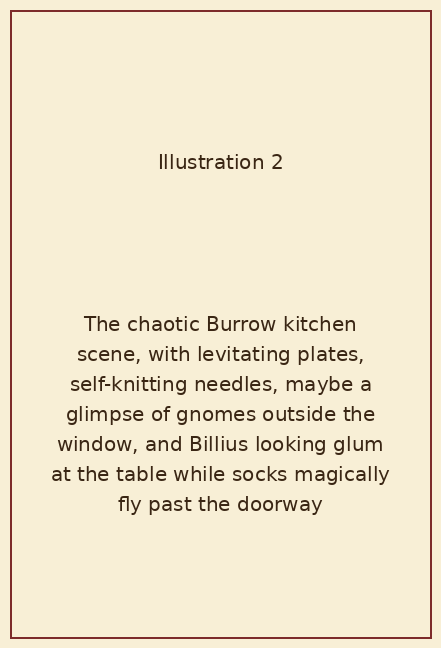 Illustration 2
The chaotic Burrow kitchen
scene, with levitating plates,
self-knitting needles, maybe a
glimpse of gnomes outside the
window, and Billius looking glum
at the table while socks magically
fly past the doorway